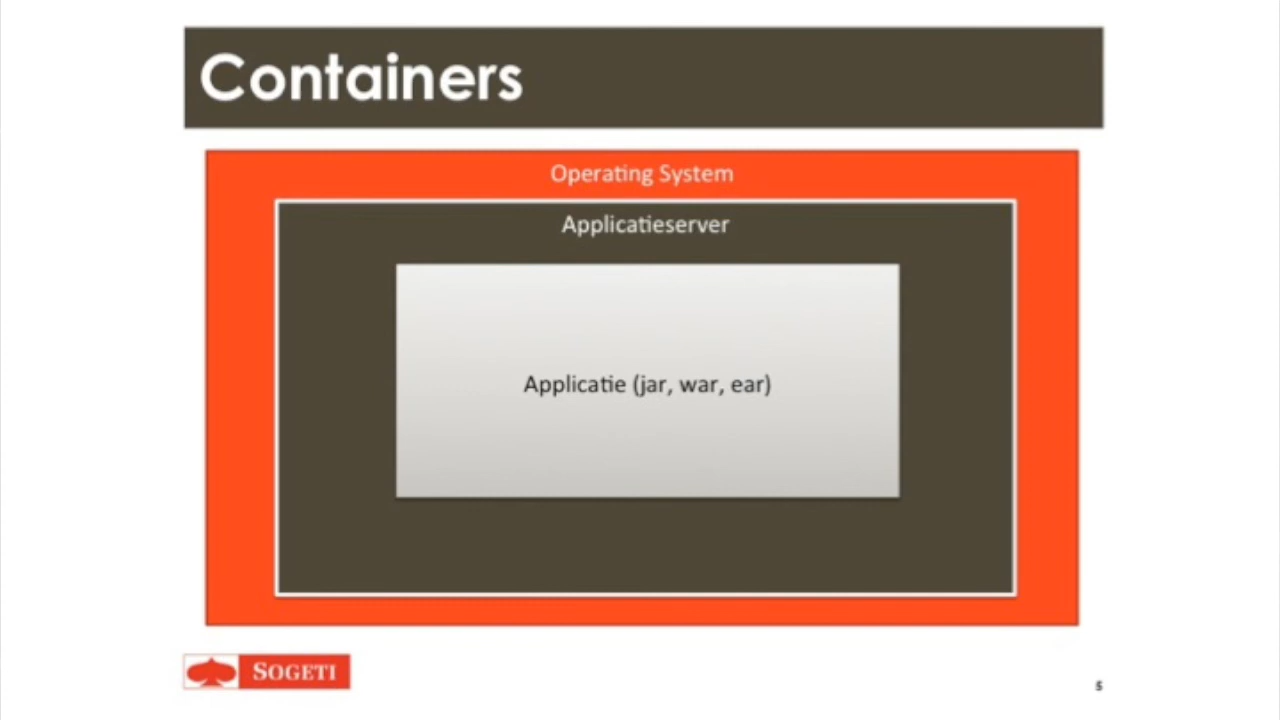 Containers
Operating System
Applicatieserver
Applicatie (jar, war, ear)
SOGETI
5